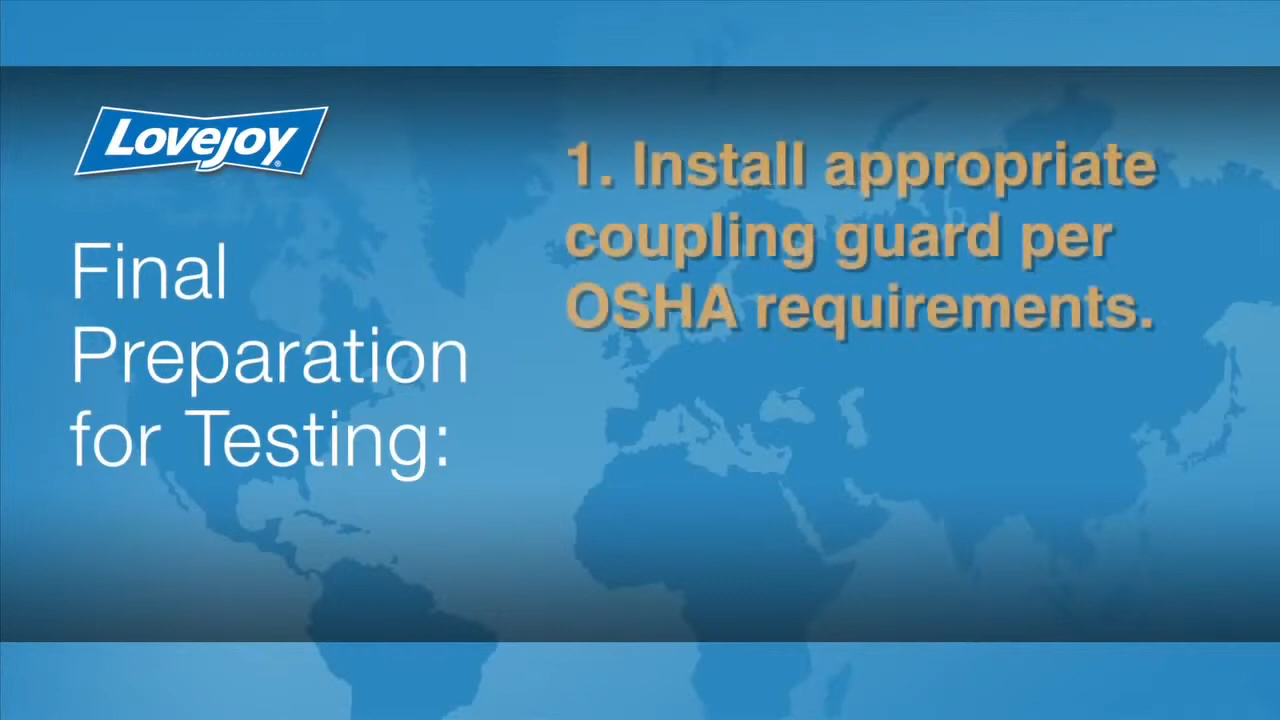 Lovejoy®
Final
Preparation
for Testing:
1. Install appropriate
coupling guard per
OSHA requirements.